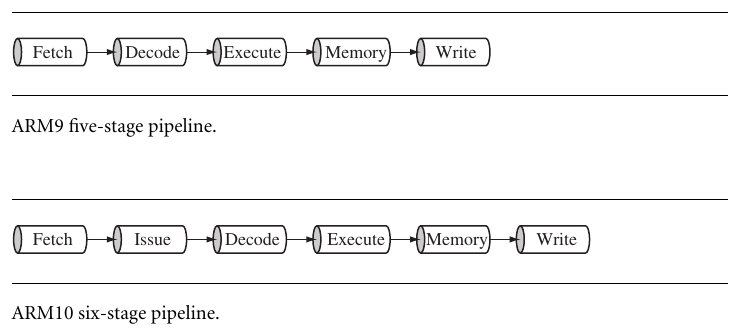 Fetch Decode Execute Memory Write
ARM9 five-stage pipeline.
Fetch Issue Decode Execute Memory Write
ARM10 six-stage pipeline.